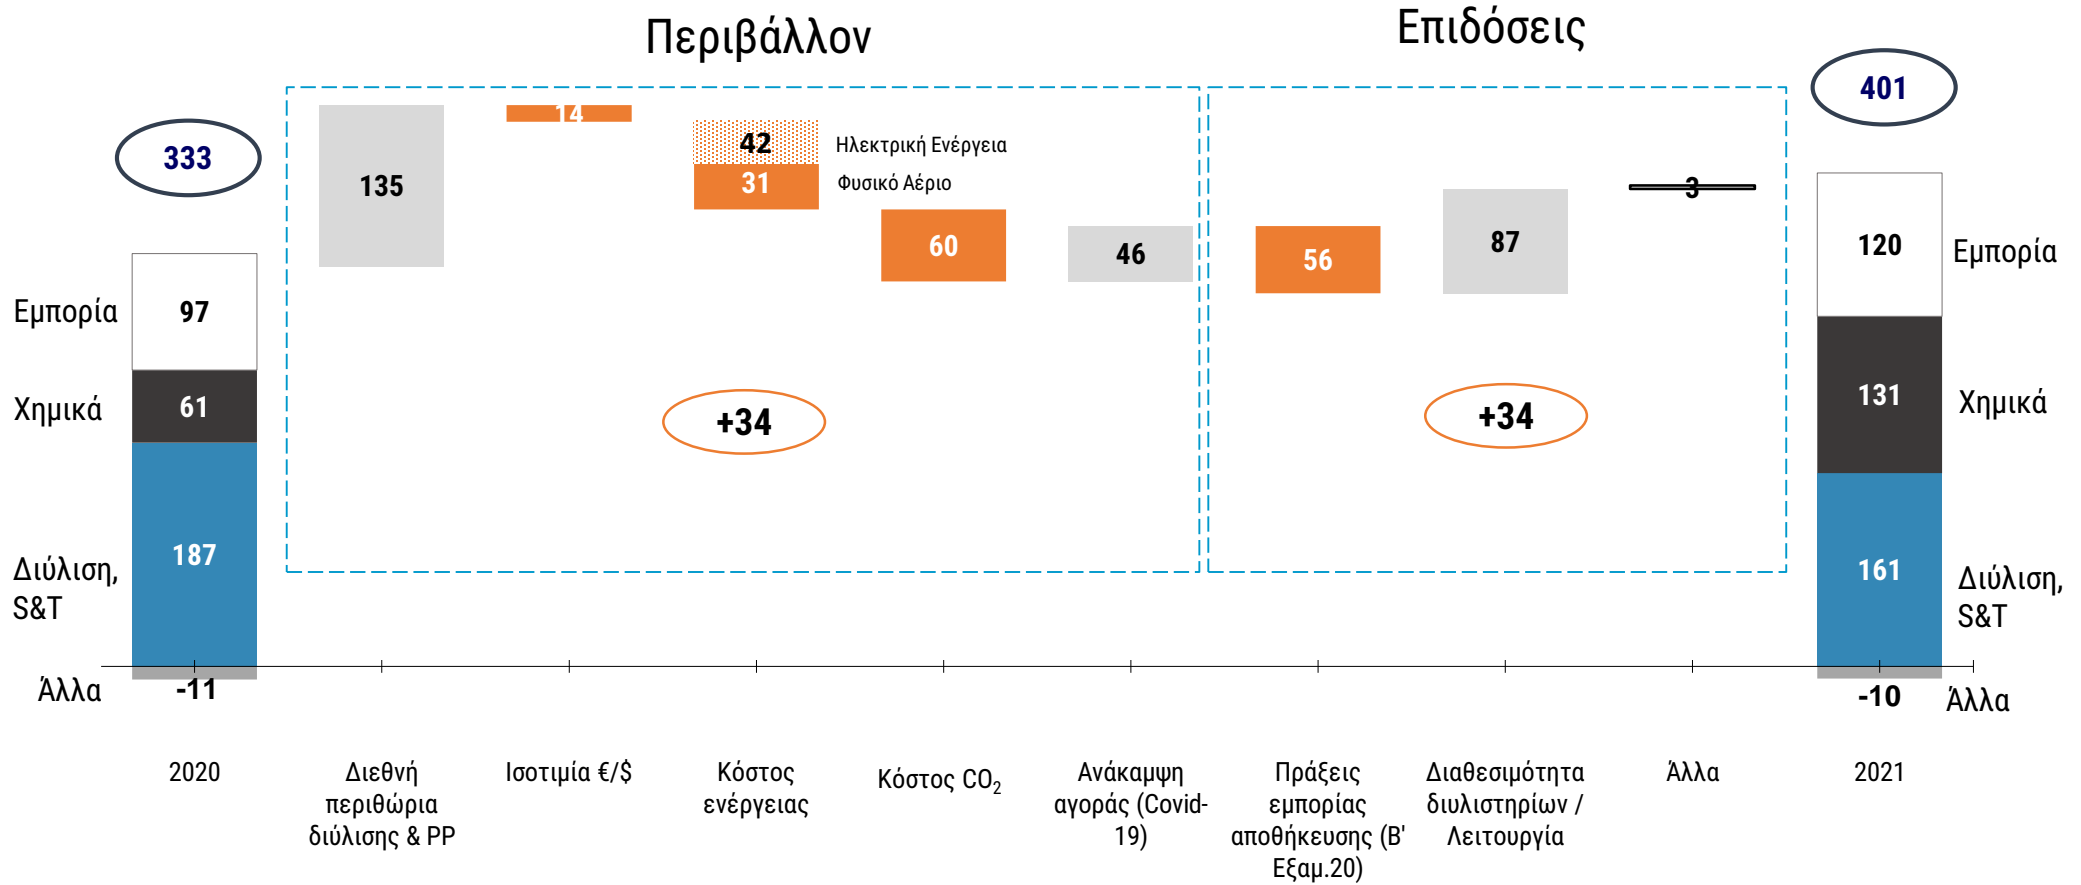 Περιβάλλον
Επιδόσεις
333
401
135
14
42
Ηλεκτρική Ενέργεια
31
Φυσικό Αέριο
60
46
56
87
3
Εμπορία
97
120
Εμπορία
Χημικά
61
131
Χημικά
+34
+34
Διύλιση,
S&T
187
161
Διύλιση,
S&T
Άλλα
-11
-10
Άλλα
2020
Διεθνή
περιθώρια
διύλισης & PP
Ισοτιμία €/$
Κόστος
ενέργειας
Κόστος CO₂
Ανάκαμψη
αγοράς (Covid-
19)
Πράξεις
εμπορίας
αποθήκευσης (Β'
Εξαμ.20)
Διαθεσιμότητα
διυλιστηρίων /
Λειτουργία
Άλλα
2021